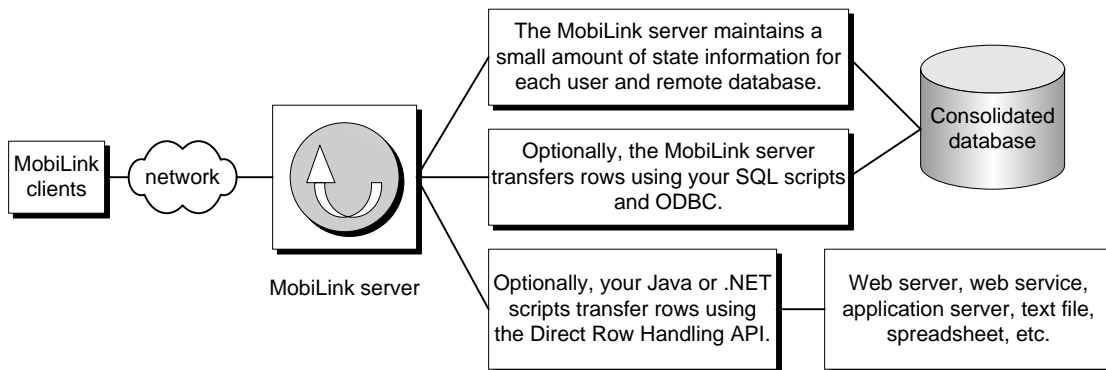 MobiLink
clients
network
MobiLink server
The MobiLink server maintains a
small amount of state information for
each user and remote database.
Optionally, the MobiLink server
transfers rows using your SQL scripts
and ODBC.
Optionally, your Java or .NET
scripts transfer rows using
the Direct Row Handling API.
Consolidated
database
Web server, web service,
application server, text file,
spreadsheet, etc.